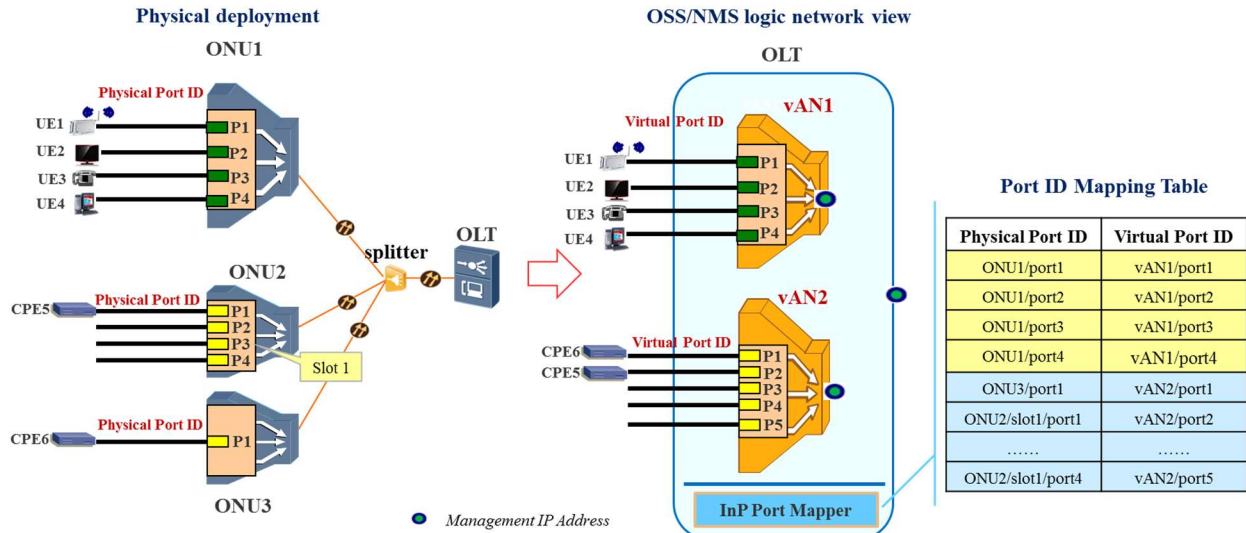 Physical deployment
ONU1
Physical Port ID
UE1
UE2
UE3
UE4
P1
P2
P3
P4
ONU2
Physical Port ID
CPE5
P1
P2
P3
P4
Slot 1
Physical Port ID
CPE6
P1
ONU3
splitter
OLT
OSS/NMS logic network view
OLT
vAN1
Virtual Port ID
UE1
UE2
UE3
UE4
P1
P2
P3
P4
vAN2
Virtual Port ID
CPE6
CPE5
P1
P2
P3
P4
P5
InP Port Mapper
Management IP Address
Port ID Mapping Table
Physical Port ID Virtual Port ID
ONU1/port1 vAN1/port1
ONU1/port2 vAN1/port2
ONU1/port3 vAN1/port3
ONU1/port4 vAN1/port4
ONU3/port1 vAN2/port1
ONU2/slot1/port1 vAN2/port2
…… ……
ONU2/slot1/port4 vAN2/port5